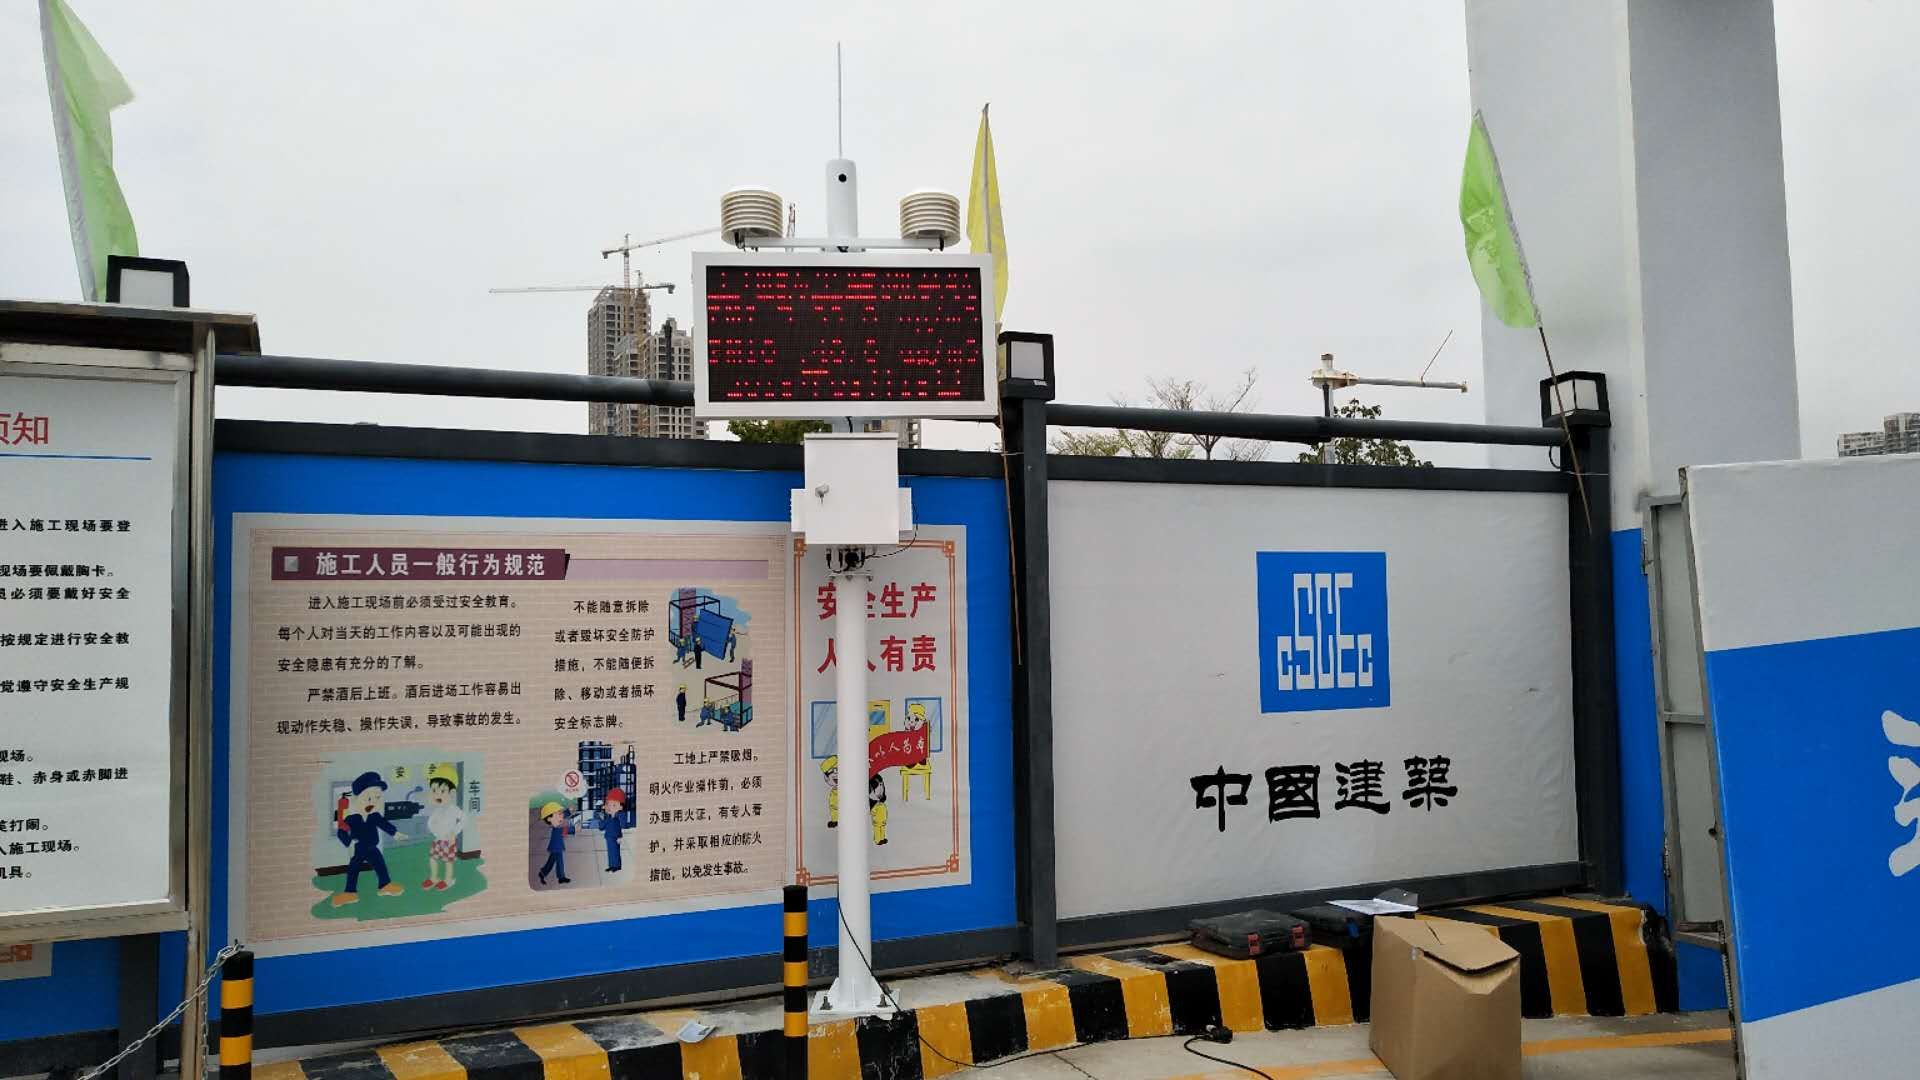 须知
进入施工现场要登
现场要佩戴胸卡。
员必须要戴好安全
按规定进行安全教
觉遵守安全生产规
现场。
鞋、赤身或赤脚进
笑打闹。
入施工现场。
机具。
施工人员一般行为规范
进入施工现场前必须受过安全教育。
每个人对当天的工作内容以及可能出现的
安全隐患有充分的了解。
严禁酒后上班。酒后进场工作容易出
现动作失稳、操作失误，导致事故的发生。
不能随意拆除
或者毁坏安全防护
措施，不能随便拆
除、移动或者损坏
安全标志牌。
工地上严禁吸烟。
明火作业操作前，必须
办理用火证，有专人看
护，并采取相应的防火
措施，以免发生事故。
安全
车间
安全生产
人人有责
以人为本
PM10 ug/m3
CSCEC
中國建築